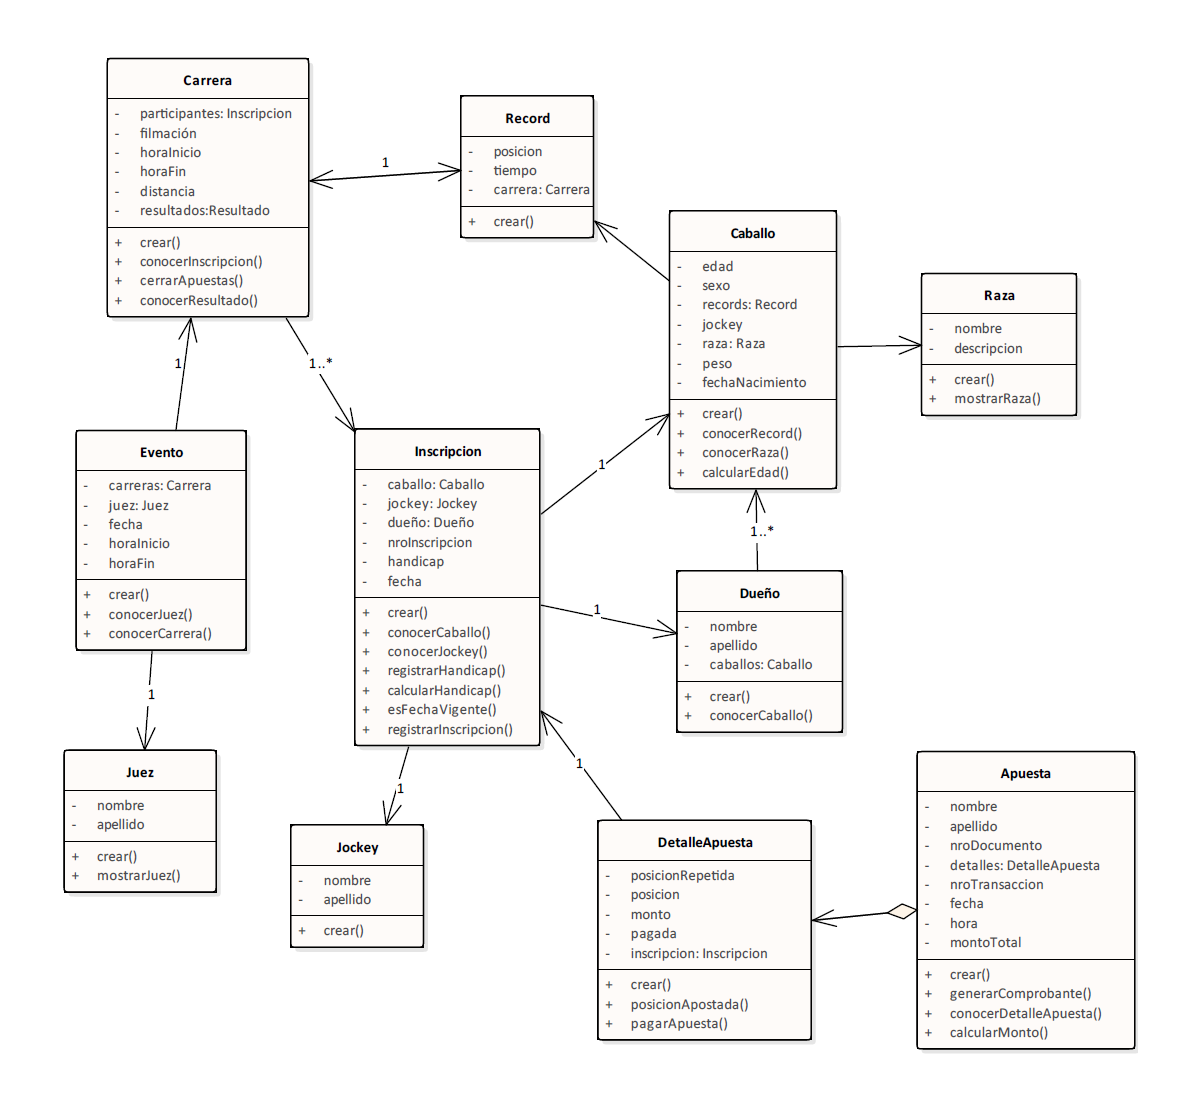 Carrera
- participantes: Inscripcion
- filmación
- horaInicio
- horaFin
- distancia
- resultados:Resultado
+ crear()
+ conocerInscripcion()
+ cerrarApuestas()
+ conocerResultado()
1
Record
- posicion
- tiempo
- carrera: Carrera
+ crear()
Caballo
- edad
- sexo
- records: Record
- jockey
- raza: Raza
- peso
- fechaNacimiento
+ crear()
+ conocerRecord()
+ conocerRaza()
+ calcularEdad()
Raza
- nombre
- descripcion
+ crear()
+ mostrarRaza()
1
1..*
Evento
- carreras: Carrera
- juez: Juez
- fecha
- horaInicio
- horaFin
+ crear()
+ conocerJuez()
+ conocerCarrera()
Inscripcion
- caballo: Caballo
- jockey: Jockey
- dueño: Dueño
- nroInscripcion
- handicap
- fecha
+ crear()
+ conocerCaballo()
+ conocerJockey()
+ registrarHandicap()
+ calcularHandicap()
+ esFechaVigente()
+ registrarInscripcion()
1
1..*
1
Dueño
- nombre
- apellido
- caballos: Caballo
+ crear()
+ conocerCaballo()
1
Juez
- nombre
- apellido
+ crear()
+ mostrarJuez()
1
Jockey
- nombre
- apellido
+ crear()
1
DetalleApuesta
- posicionRepetida
- posicion
- monto
- pagada
- inscripcion: Inscripcion
+ crear()
+ posicionApostada()
+ pagarApuesta()
Apuesta
- nombre
- apellido
- nroDocumento
- detalles: DetalleApuesta
- nroTransaccion
- fecha
- hora
- montoTotal
+ crear()
+ generarComprobante()
+ conocerDetalleApuesta()
+ calcularMonto()